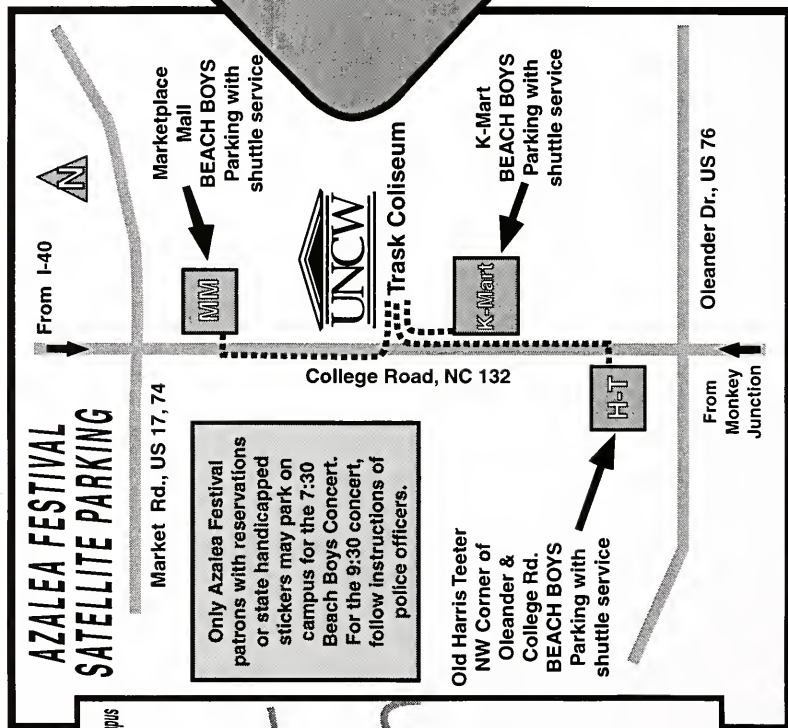 AZALEA FESTIVAL
SATELLITE PARKING
From I-40
N
Market Rd., US 17, 74
MM
Marketplace
Mall
BEACH BOYS
Parking with
shuttle service
Only Azalea Festival
patrons with reservations
or state handicapped
stickers may park on
campus for the 7:30
Beach Boys Concert.
For the 9:30 concert,
follow instructions of
police officers.
College Road, NC 132
UNCW
Trask Coliseum
K-Mart
K-Mart
BEACH BOYS
Parking with
shuttle service
Old Harris Teeter
NW Corner of
Oleander &
College Rd.
BEACH BOYS
Parking with
shuttle service
H-T
From
Monkey
Junction
Oleander Dr., US 76
pus